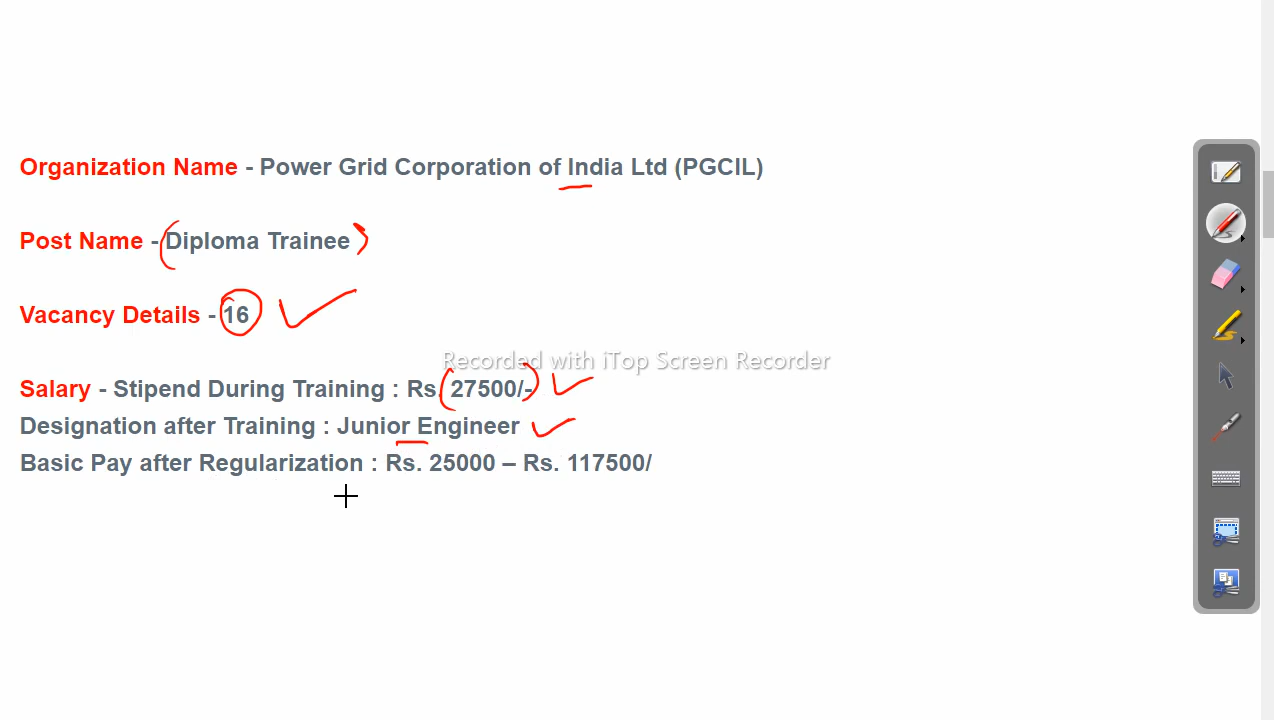 Organization Name - Power Grid Corporation of India Ltd (PGCIL)
Post Name - Diploma Trainee
Vacancy Details - 16
Recorded with iTop Screen Recorder
Salary - Stipend During Training : Rs. 27500/-
Designation after Training : Junior Engineer
Basic Pay after Regularization : Rs. 25000 – Rs. 117500/